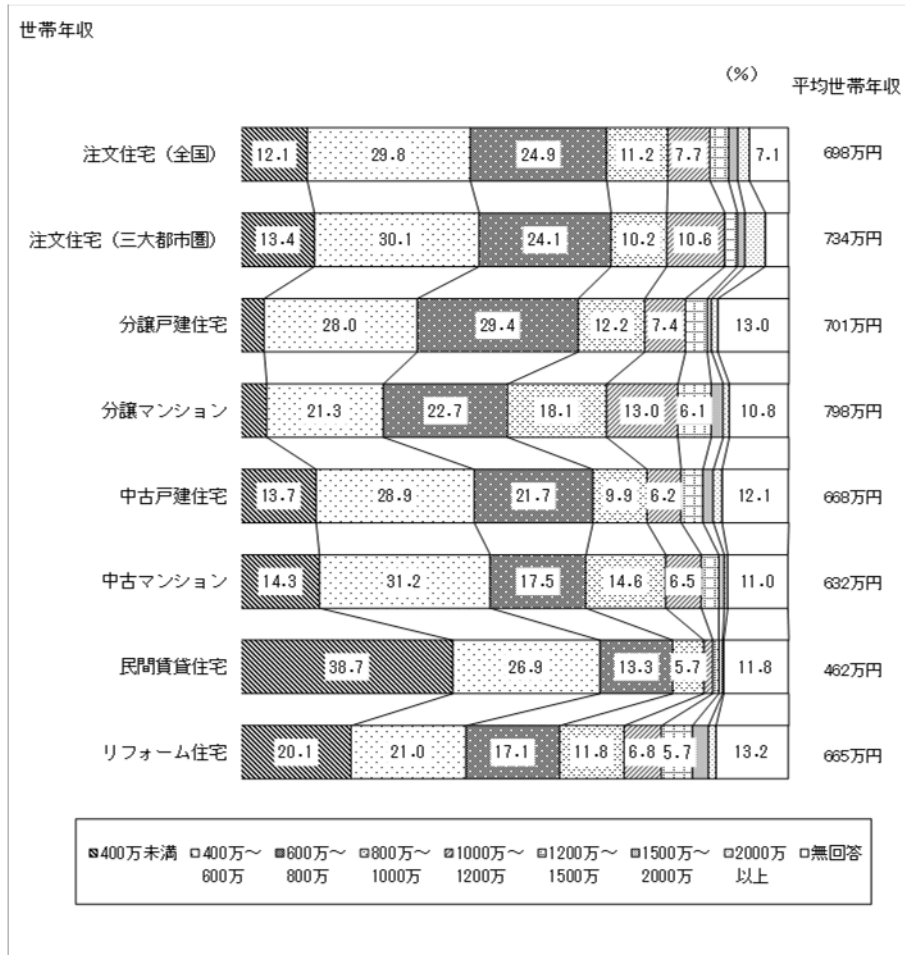 世帯年収
（%）
平均世帯年収
注文住宅（全国） 12.1 29.8 24.9 11.2 7.7 7.1 698万円
注文住宅（三大都市圏） 13.4 30.1 24.1 10.2 10.6 734万円
分譲戸建住宅 28.0 29.4 12.2 7.4 13.0 701万円
分譲マンション 21.3 22.7 18.1 13.0 6.1 10.8 798万円
中古戸建住宅 13.7 28.9 21.7 9.9 6.2 12.1 668万円
中古マンション 14.3 31.2 17.5 14.6 6.5 11.0 632万円
民間賃貸住宅 38.7 26.9 13.3 5.7 11.8 462万円
リフォーム住宅 20.1 21.0 17.1 11.8 6.8 5.7 13.2 665万円
400万未満 400万～ 600万～ 800万～ 1000万～ 1200万～ 1500万～ 2000万 無回答
600万 800万 1000万 1200万 1500万 2000万 以上